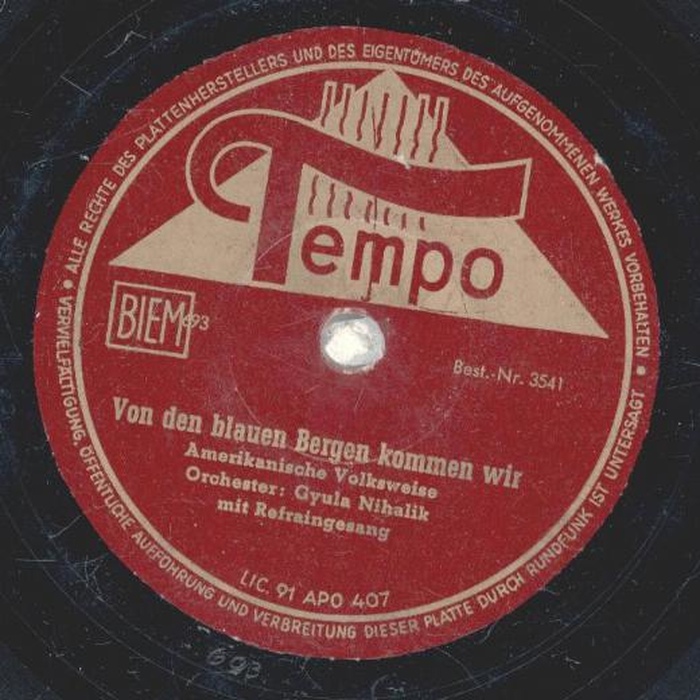 ALLE RECHTE DES PLATTENHERSTELLERS UND DES EIGENTÜMERS DES AUFGENOMMENEN WERKES VORBEHALTEN
Tempo
BIEM
693
Best.-Nr. 3541
Von den blauen Bergen kommen wir
Amerikanische Volksweise
Orchester: Gyula Nihalik
mit Refraingesang
LIC. 91 APO 407
VERVIELFÄLTIGUNG, ÖFFENTLICHE AUFFÜHRUNG UND VERBREITUNG DIESER PLATTE DURCH RUNDFUNK IST UNTERSAGT
693